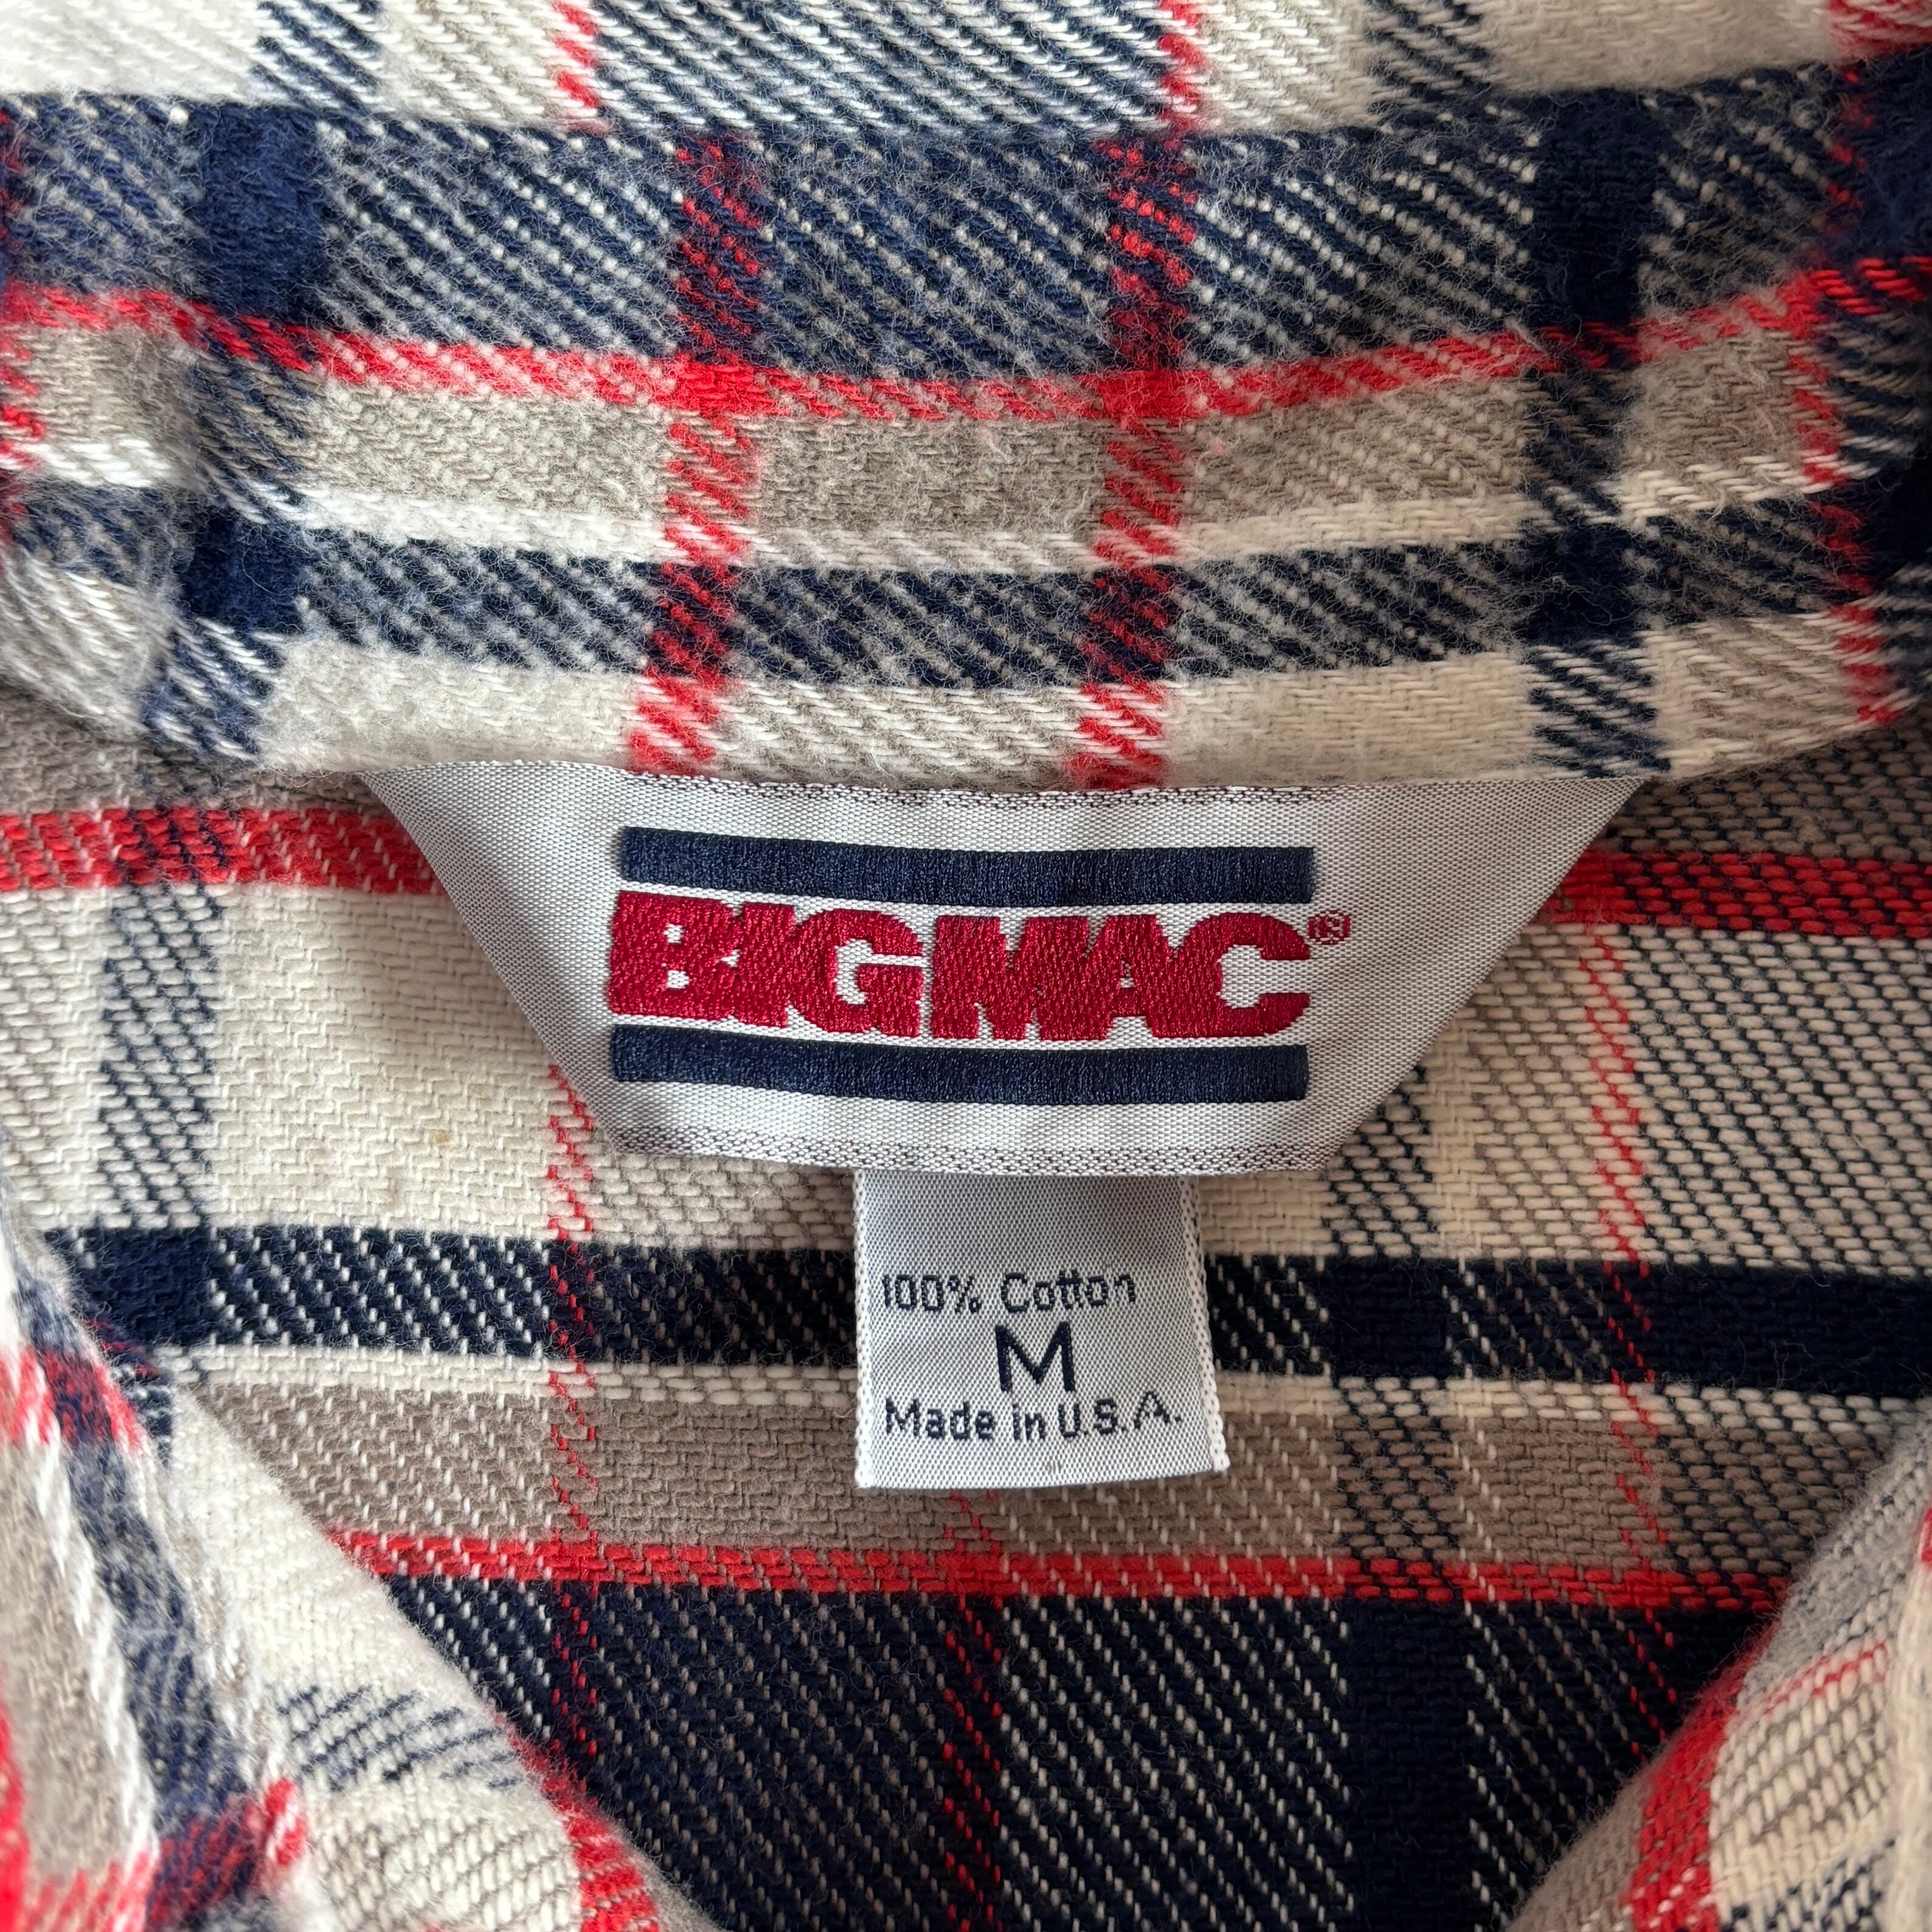 BIG MAC®
100% Cotton
M
Made in U.S.A.